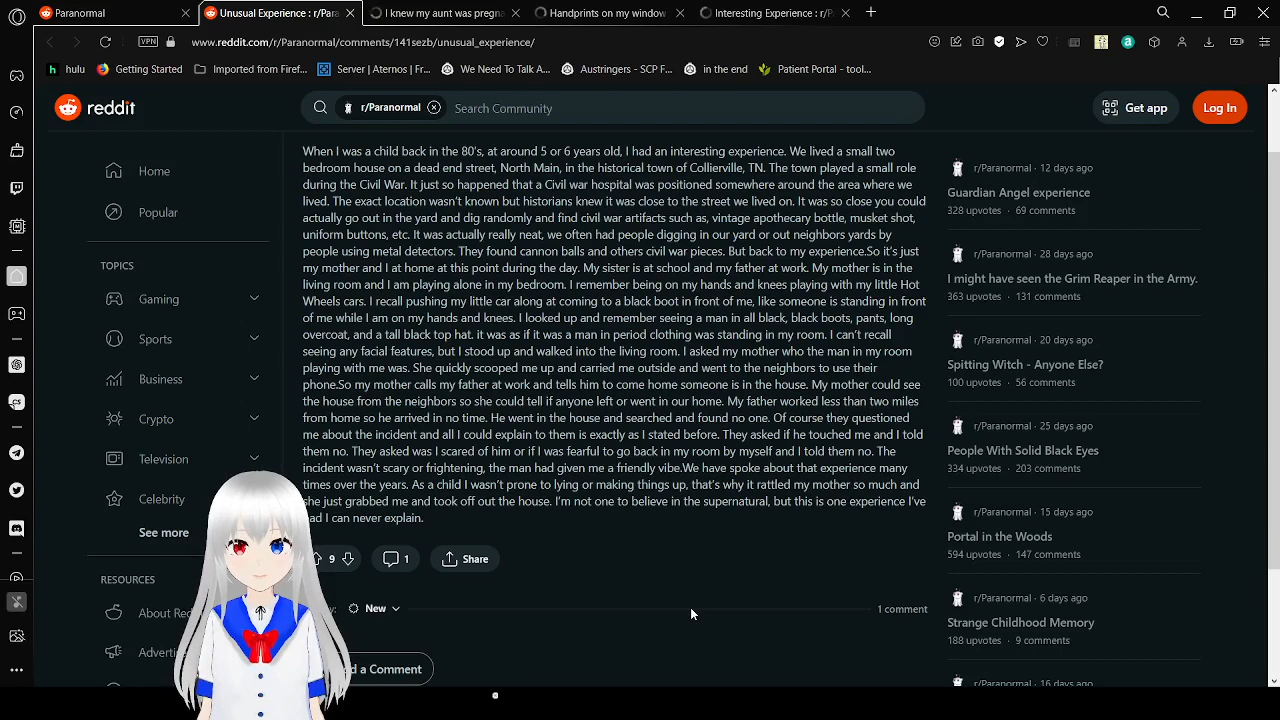 Paranormal
Unusual Experience : r/Para
I knew my aunt was pregna
Handprints on my window
Interesting Experience : r/P
VPN
www.reddit.com/r/Paranormal/comments/141sezb/unusual_experience/
hulu
Getting Started
Imported from Firef...
Server | Aternos | Fr...
We Need To Talk A...
Austringers - SCP F...
in the end
Patient Portal - tool...
reddit
r/Paranormal
Search Community
Get app
Log In
Home
Popular
TOPICS
Gaming
Sports
Business
Crypto
Television
Celebrity
See more
RESOURCES
About Red
Adverti
When I was a child back in the 80's, at around 5 or 6 years old, I had an interesting experience. We lived a small two
bedroom house on a dead end street, North Main, in the historical town of Collierville, TN. The town played a small role
during the Civil War. It just so happened that a Civil war hospital was positioned somewhere around the area where we
lived. The exact location wasn't known but historians knew it was close to the street we lived on. It was so close you could
actually go out in the yard and dig randomly and find civil war artifacts such as, vintage apothecary bottle, musket shot,
uniform buttons, etc. It was actually really neat, we often had people digging in our yard or out neighbors yards by
people using metal detectors. They found cannon balls and others civil war pieces. But back to my experience.So it's just
my mother and I at home at this point during the day. My sister is at school and my father at work. My mother is in the
living room and I am playing alone in my bedroom. I remember being on my hands and knees playing with my little Hot
Wheels cars. I recall pushing my little car along at coming to a black boot in front of me, like someone is standing in front
of me while I am on my hands and knees. I looked up and remember seeing a man in all black, black boots, pants, long
overcoat, and a tall black top hat. it was as if it was a man in period clothing was standing in my room. I can't recall
seeing any facial features, but I stood up and walked into the living room. I asked my mother who the man in my room
playing with me was. She quickly scooped me up and carried me outside and went to the neighbors to use their
phone.So my mother calls my father at work and tells him to come home someone is in the house. My mother could see
the house from the neighbors so she could tell if anyone left or went in our home. My father worked less than two miles
from home so he arrived in no time. He went in the house and searched and found no one. Of course they questioned
me about the incident and all I could explain to them is exactly as I stated before. They asked if he touched me and I told
them no. They asked was I scared of him or if I was fearful to go back in my room by myself and I told them no. The
incident wasn't scary or frightening, the man had given me a friendly vibe.We have spoke about that experience many
times over the years. As a child I wasn't prone to lying or making things up, that's why it rattled my mother so much and
she just grabbed me and took off out the house. I'm not one to believe in the supernatural, but this is one experience I've
had I can never explain.
9
1
Share
New
1 comment
d a Comment
r/Paranormal · 12 days ago
Guardian Angel experience
328 upvotes · 69 comments
r/Paranormal · 28 days ago
I might have seen the Grim Reaper in the Army.
363 upvotes · 131 comments
r/Paranormal · 20 days ago
Spitting Witch - Anyone Else?
100 upvotes · 56 comments
r/Paranormal · 25 days ago
People With Solid Black Eyes
334 upvotes · 203 comments
r/Paranormal · 15 days ago
Portal in the Woods
594 upvotes · 147 comments
r/Paranormal · 6 days ago
Strange Childhood Memory
188 upvotes · 9 comments
r/Paranormal · 16 days ago